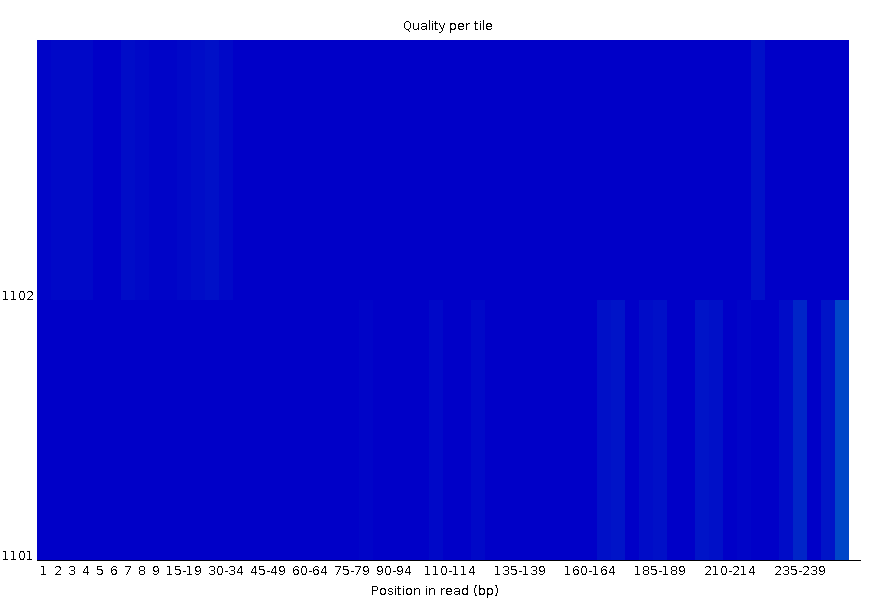 Quality per tile
1102
1101
1 2 3 4 5 6 7 8 9 15-19 30-34 45-49 60-64 75-79 90-94 110-114 135-139 160-164 185-189 210-214 235-239
Position in read (bp)